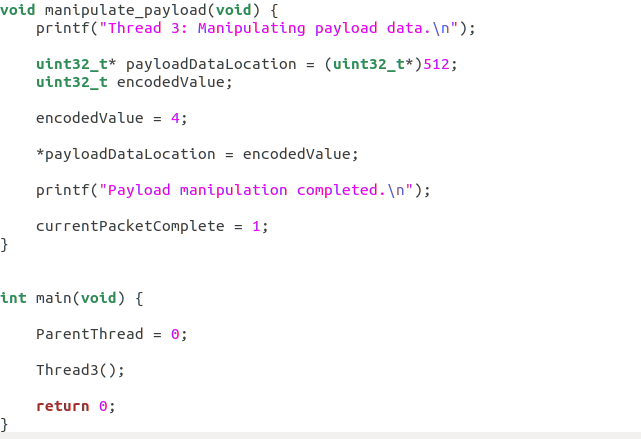 void manipulate_payload(void) {
    printf("Thread 3: Manipulating payload data.\n");
    uint32_t* payloadDataLocation = (uint32_t*)512;
    uint32_t encodedValue;
    encodedValue = 4;
    *payloadDataLocation = encodedValue;
    printf("Payload manipulation completed.\n");
    currentPacketComplete = 1;
}
int main(void) {
    ParentThread = 0;
    Thread3();
    return 0;
}